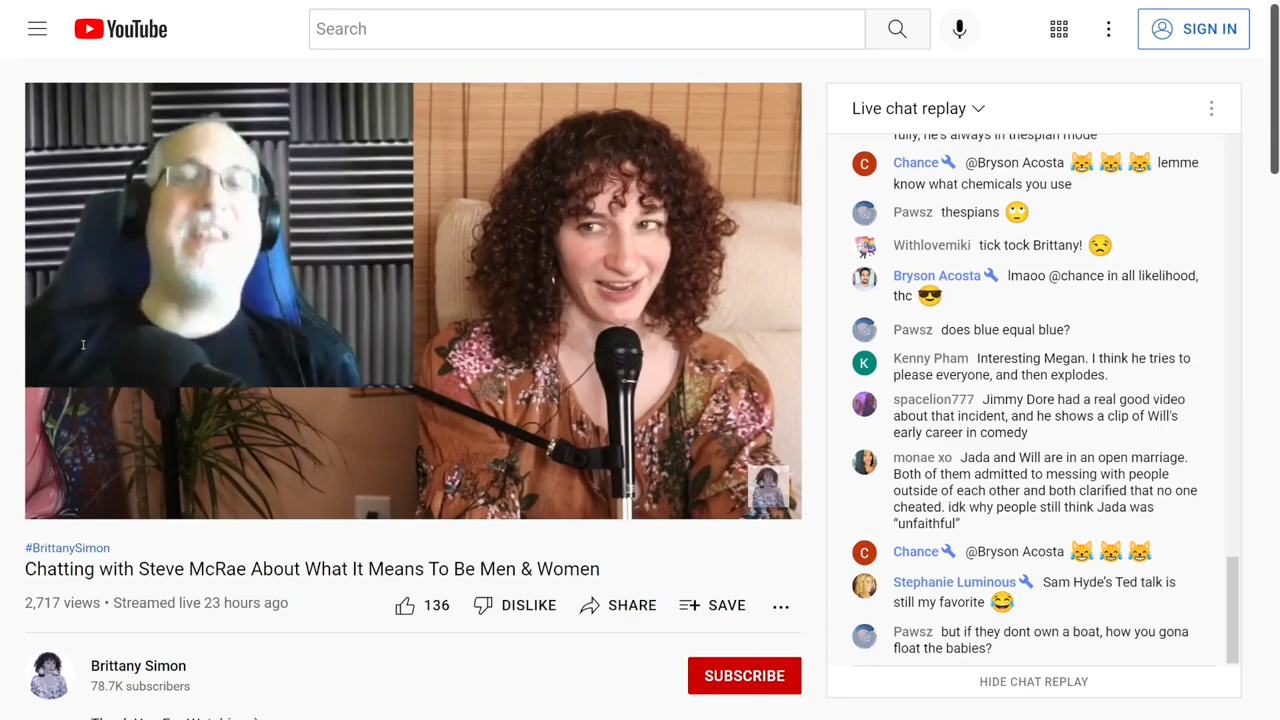 YouTube
Search
SIGN IN
Live chat replay
fully, he's always in thespian mode
Chance @Bryson Acosta 😹 😹 😹 lemme
know what chemicals you use
Pawsz thespians 🙄
Withlovemiki tick tock Brittany! 😒
Bryson Acosta lmaoo @chance in all likelihood,
thc 😎
Pawsz does blue equal blue?
K Kenny Pham Interesting Megan. I think he tries to
please everyone, and then explodes.
spacelion777 Jimmy Dore had a real good video
about that incident, and he shows a clip of Will's
early career in comedy
monae xo Jada and Will are in an open marriage.
Both of them admitted to messing with people
outside of each other and both clarified that no one
cheated. idk why people still think Jada was
“unfaithful”
C Chance @Bryson Acosta 😹 😹 😹
Stephanie Luminous Sam Hyde's Ted talk is
still my favorite 😂
Pawsz but if they dont own a boat, how you gona
float the babies?
HIDE CHAT REPLAY
#BrittanySimon
Chatting with Steve McRae About What It Means To Be Men & Women
2,717 views • Streamed live 23 hours ago
136 DISLIKE SHARE SAVE
Brittany Simon
78.7K subscribers
SUBSCRIBE